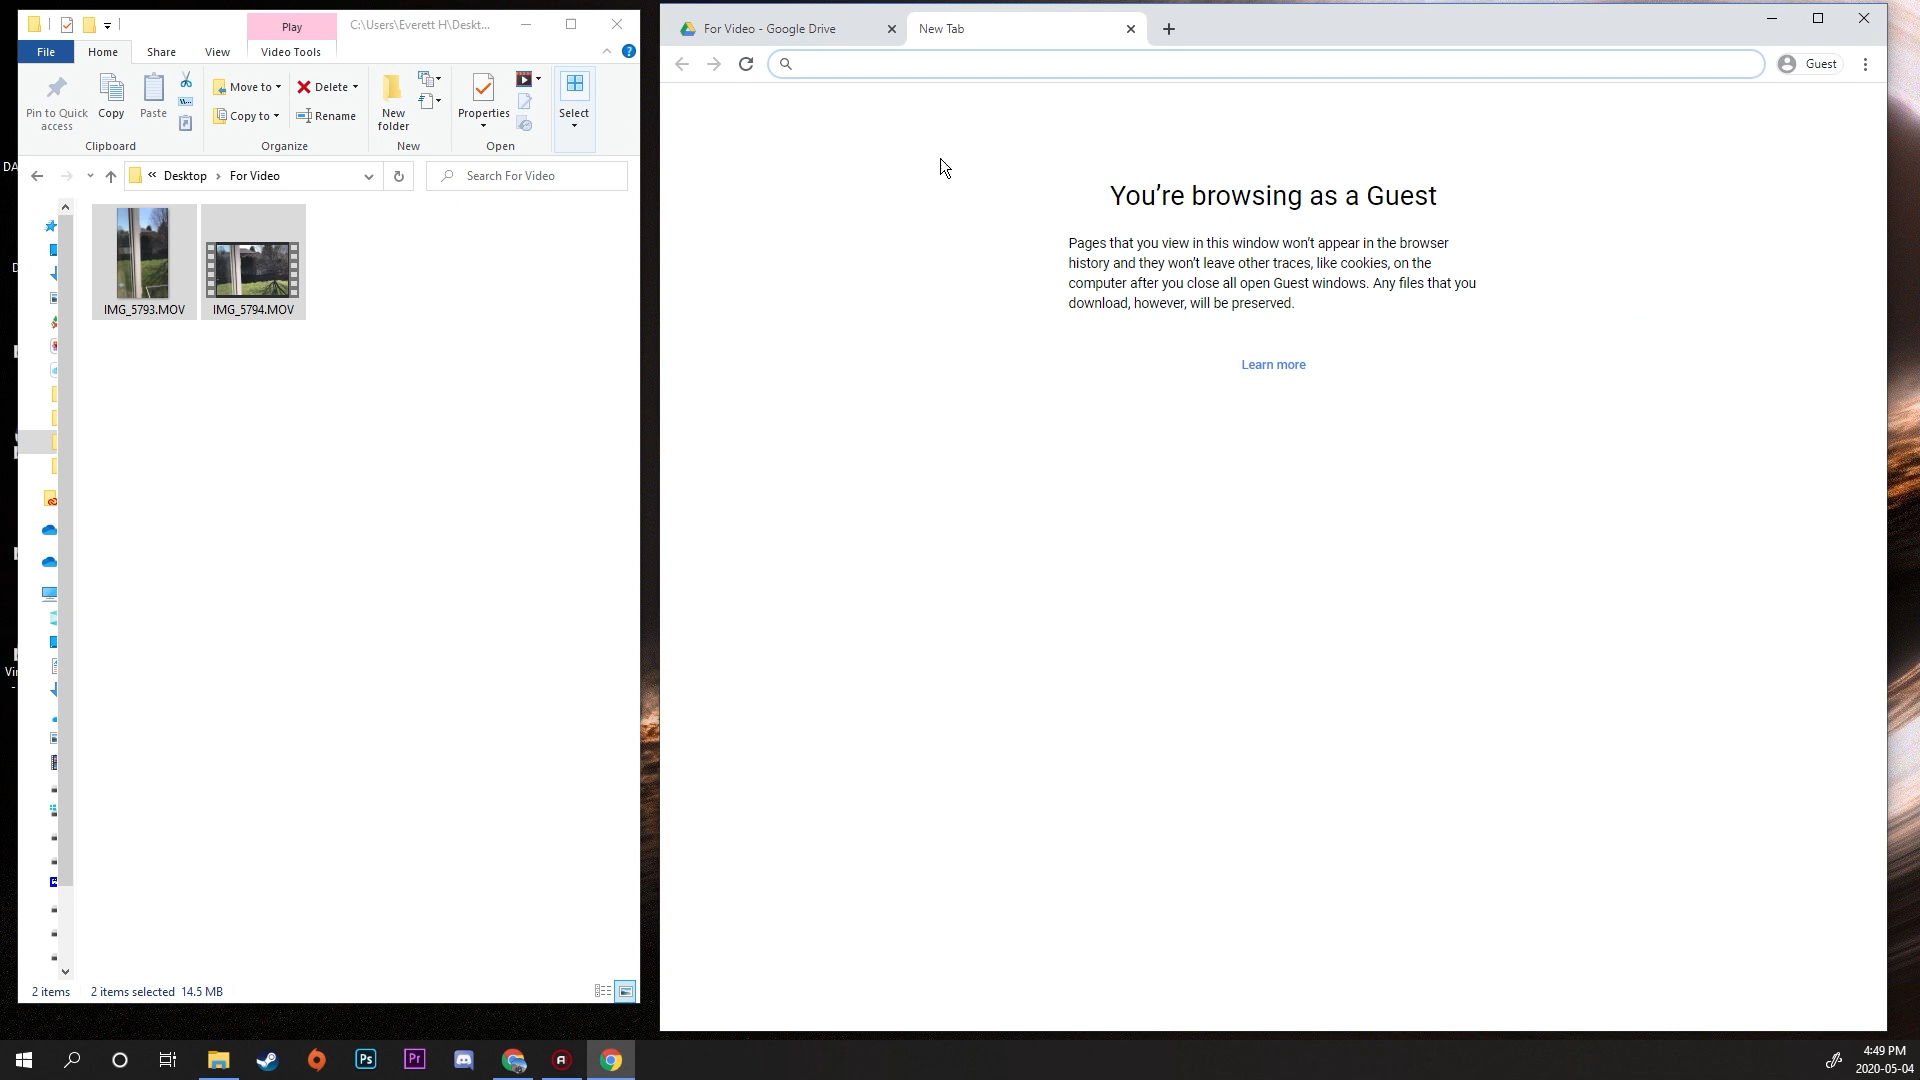 Play
C:\Users\Everett H\Deskt...
File
Home
Share
View
Video Tools
Pin to Quick
access
Copy
Paste
Move to
Copy to
Delete
Rename
New
folder
Properties
Select
Clipboard
Organize
New
Open
« Desktop › For Video
Search For Video
IMG_5793.MOV
IMG_5794.MOV
2 items
2 items selected 14.5 MB
For Video - Google Drive
New Tab
Guest
You’re browsing as a Guest
Pages that you view in this window won’t appear in the browser
history and they won’t leave other traces, like cookies, on the
computer after you close all open Guest windows. Any files that you
download, however, will be preserved.
Learn more
Ps
Pr
4:49 PM
2020-05-04